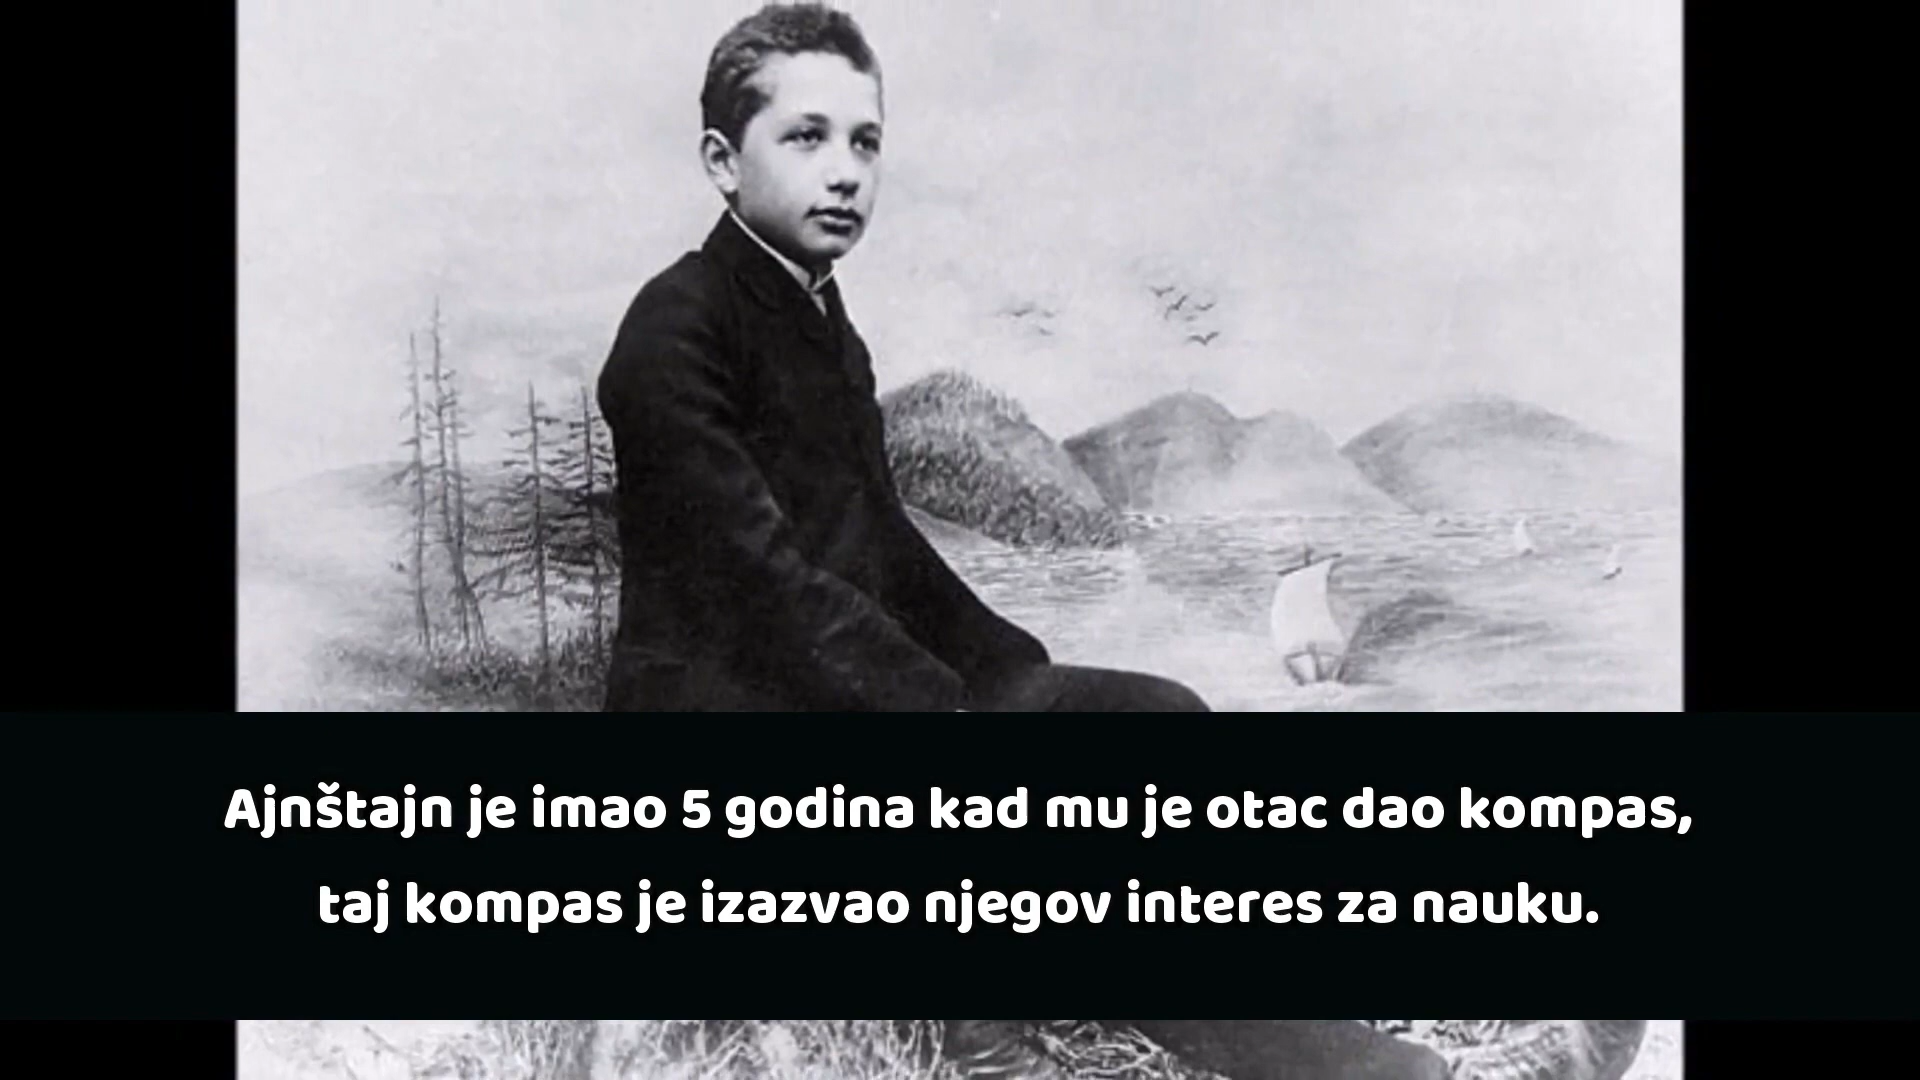 Ajnštajn je imao 5 godina kad mu je otac dao kompas,
taj kompas je izazvao njegov interes za nauku.